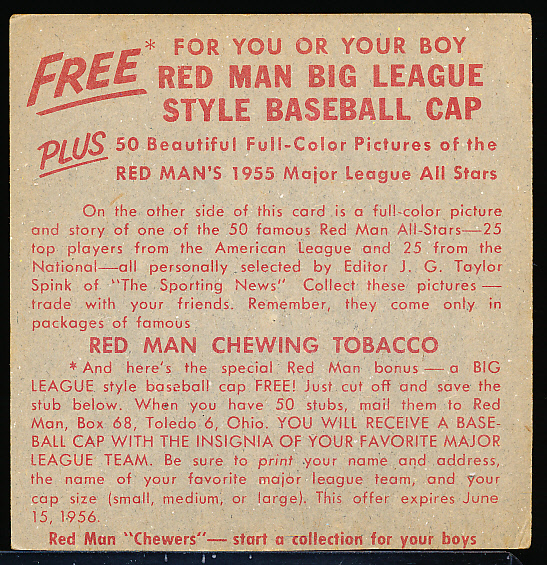 FREE* FOR YOU OR YOUR BOY
RED MAN BIG LEAGUE
STYLE BASEBALL CAP
PLUS 50 Beautiful Full-Color Pictures of the
RED MAN'S 1955 Major League All Stars
On the other side of this card is a full-color picture
and story of one of the 50 famous Red Man All-Stars—25
top players from the American League and 25 from the
National—all personally selected by Editor J. G. Taylor
Spink of "The Sporting News" Collect these pictures —
trade with your friends. Remember, they come only in
packages of famous
RED MAN CHEWING TOBACCO
*And here's the special Red Man bonus — a BIG
LEAGUE style baseball cap FREE! Just cut off and save the
stub below. When you have 50 stubs, mail them to Red
Man, Box 68, Toledo 6, Ohio. YOU WILL RECEIVE A BASE-
BALL CAP WITH THE INSIGNIA OF YOUR FAVORITE MAJOR
LEAGUE TEAM. Be sure to print your name and address,
the name of your favorite major league team, and your
cap size (small, medium, or large). This offer expires June
15, 1956.
Red Man "Chewers"— start a collection for your boys